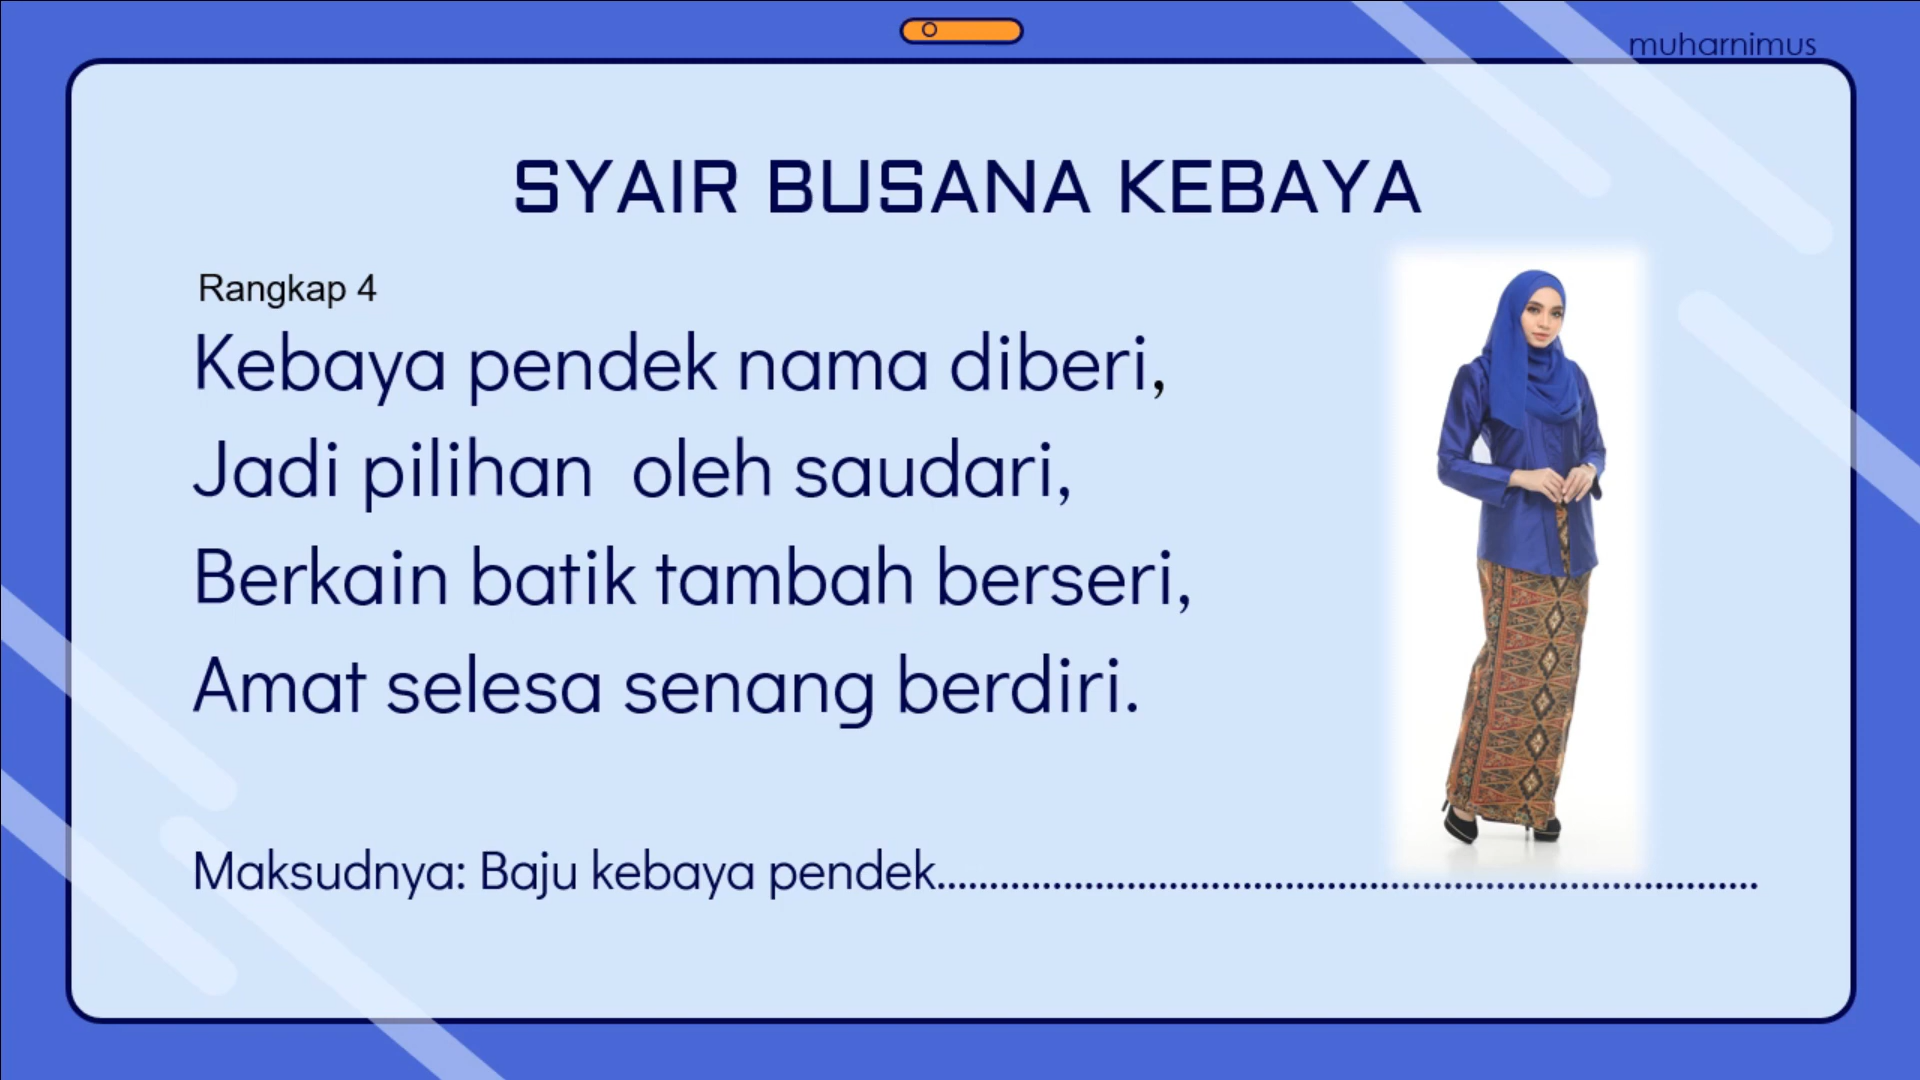 muharnimus
SYAIR BUSANA KEBAYA
Rangkap 4
Kebaya pendek nama diberi,
Jadi pilihan  oleh saudari,
Berkain batik tambah berseri,
Amat selesa senang berdiri.
Maksudnya: Baju kebaya pendek...............................................................................